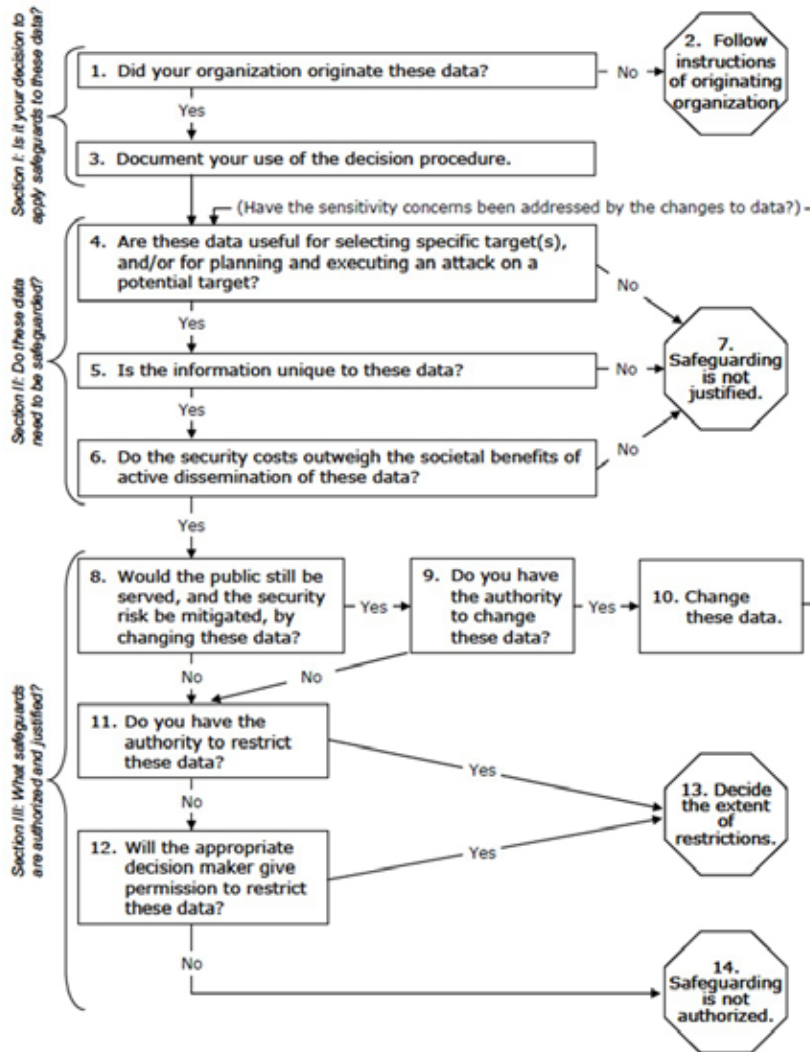 Section I: Is it your decision to
apply safeguards to these data?
1. Did your organization originate these data?
No
2. Follow
instructions
of originating
organization
Yes
3. Document your use of the decision procedure.
(Have the sensitivity concerns been addressed by the changes to data?)
Section II: Do these data
need to be safeguarded?
4. Are these data useful for selecting specific target(s),
and/or for planning and executing an attack on a
potential target?
No
Yes
7.
Safeguarding
is not
justified.
5. Is the information unique to these data?
No
Yes
6. Do the security costs outweigh the societal benefits of
active dissemination of these data?
No
Yes
Section III: What safeguards
are authorized and justified?
8. Would the public still be
served, and the security
risk be mitigated, by
changing these data?
Yes
9. Do you have
the authority
to change
these data?
Yes
10. Change
these data.
No
No
11. Do you have the
authority to restrict
these data?
Yes
No
13. Decide
the extent
of
restrictions.
12. Will the appropriate
decision maker give
permission to restrict
these data?
Yes
No
14.
Safeguarding
is not
authorized.